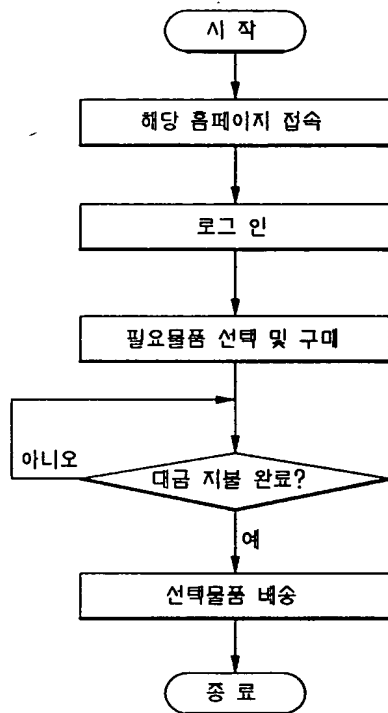 시 작
해당 홈페이지 접속
로그 인
필요물품 선택 및 구매
아니오
대금 지불 완료?
예
선택물품 배송
종 료